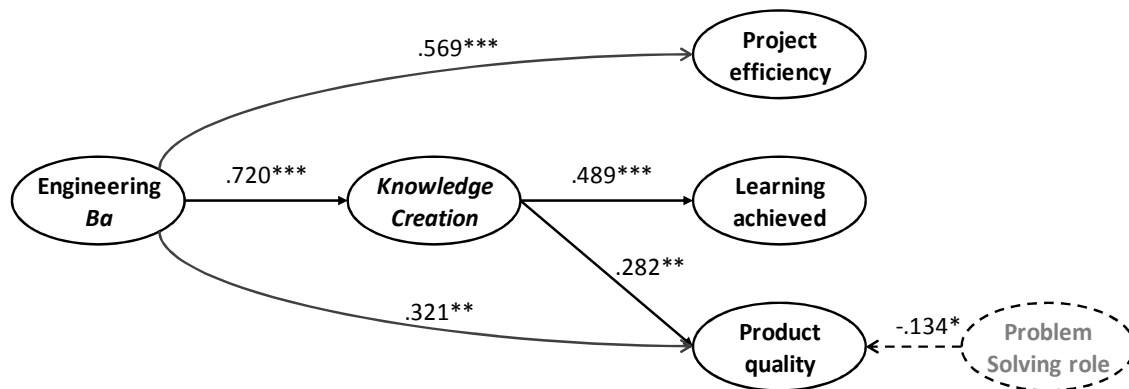 .569***
Project
efficiency
Engineering
Ba
.720***
Knowledge
Creation
.489***
Learning
achieved
.282**
.321**
Product
quality
-.134*
Problem
Solving role